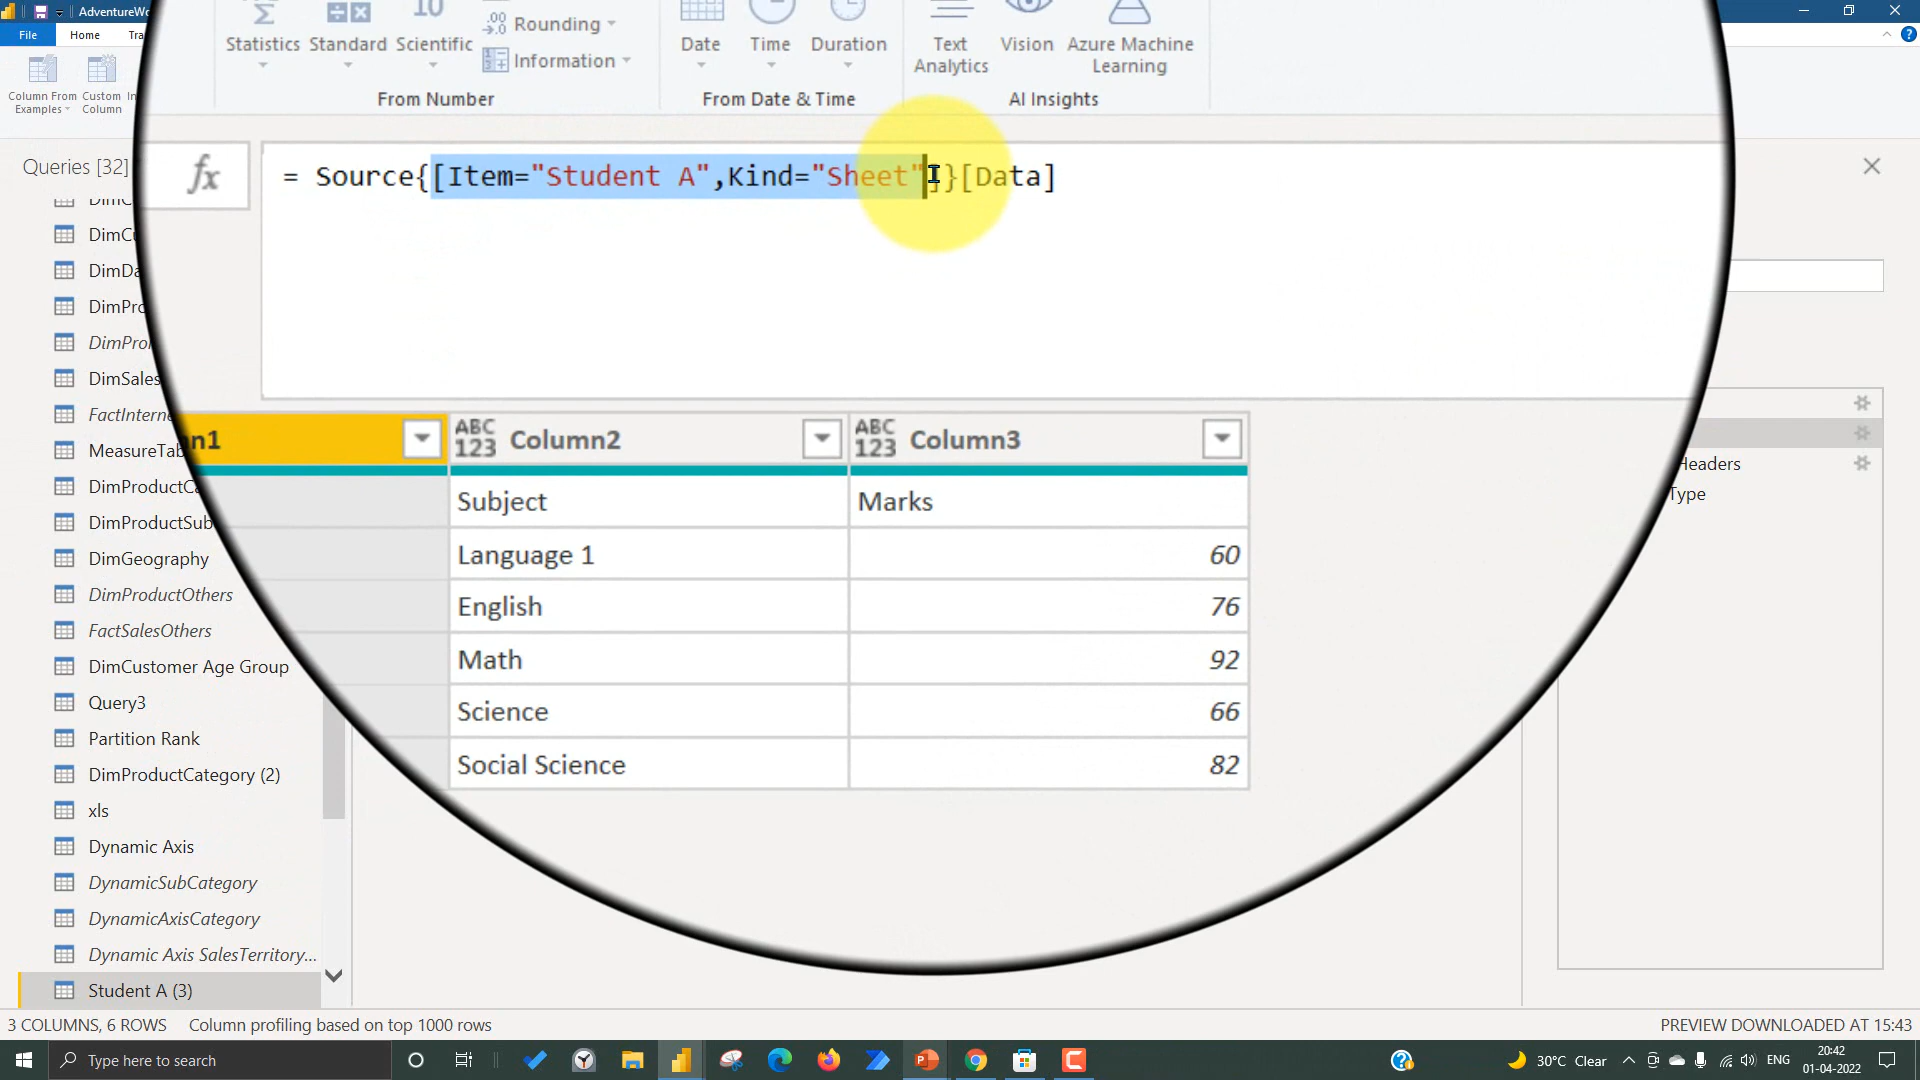 AdventureWo
File
Home
Tra
Column From
Examples
Custom
Column
In
Statistics
Standard
Scientific
10
Rounding
Information
From Number
Date
Time
Duration
From Date & Time
Text
Analytics
Vision
Azure Machine
Learning
AI Insights
Queries [32]
fx
= Source{[Item="Student A",Kind="Sheet"]}[Data]
DimCu
DimDa
DimPro
DimPro
DimSales
FactInterne
MeasureTab
DimProductCa
DimProductSub
DimGeography
DimProductOthers
FactSalesOthers
DimCustomer Age Group
Query3
Partition Rank
DimProductCategory (2)
xls
Dynamic Axis
DynamicSubCategory
DynamicAxisCategory
Dynamic Axis SalesTerritory...
Student A (3)
mn1
ABC
123
Column2
ABC
123
Column3
Subject
Marks
Language 1
60
English
76
Math
92
Science
66
Social Science
82
Headers
Type
3 COLUMNS, 6 ROWS
Column profiling based on top 1000 rows
PREVIEW DOWNLOADED AT 15:43
Type here to search
30°C Clear
ENG
20:42
01-04-2022